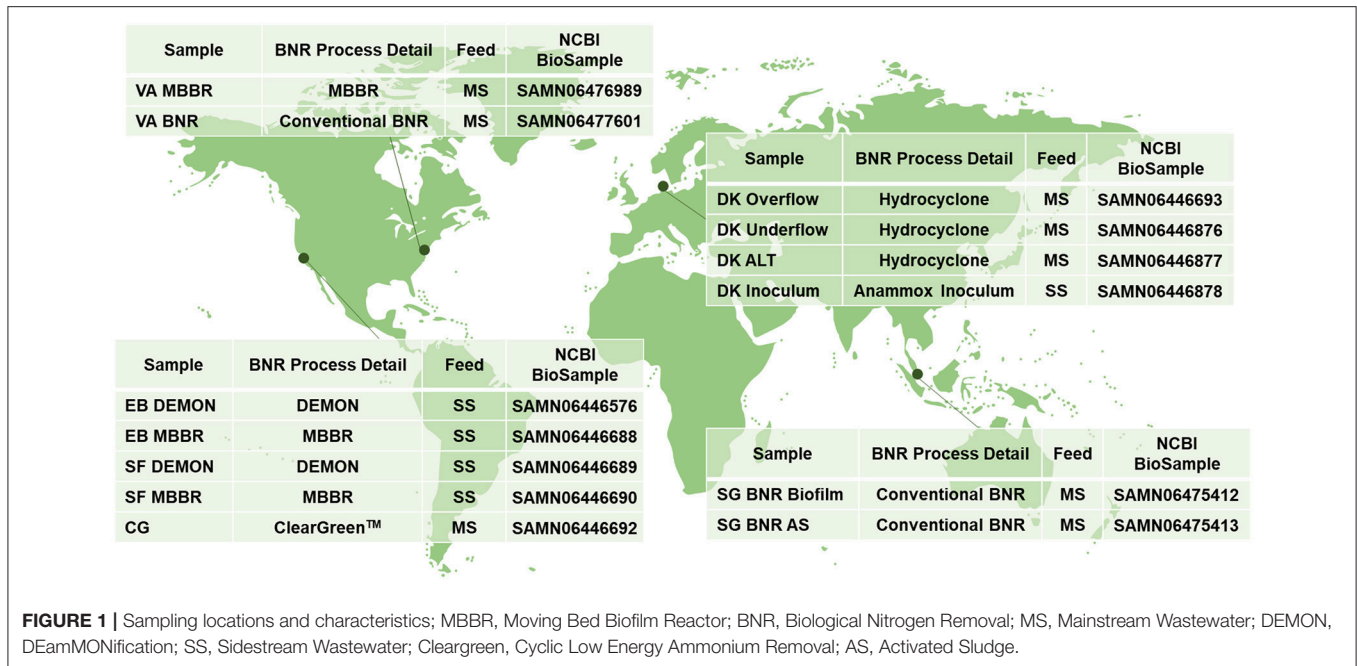 Sample BNR Process Detail Feed NCBI BioSample
VA MBBR MBBR MS SAMN06476989
VA BNR Conventional BNR MS SAMN06477601
Sample BNR Process Detail Feed NCBI BioSample
DK Overflow Hydrocyclone MS SAMN06446693
DK Underflow Hydrocyclone MS SAMN06446876
DK ALT Hydrocyclone MS SAMN06446877
DK Inoculum Anammox Inoculum SS SAMN06446878
Sample BNR Process Detail Feed NCBI BioSample
EB DEMON DEMON SS SAMN06446576
EB MBBR MBBR SS SAMN06446688
SF DEMON DEMON SS SAMN06446689
SF MBBR MBBR SS SAMN06446690
CG ClearGreen™ MS SAMN06446692
Sample BNR Process Detail Feed NCBI BioSample
SG BNR Biofilm Conventional BNR MS SAMN06475412
SG BNR AS Conventional BNR MS SAMN06475413
FIGURE 1 | Sampling locations and characteristics; MBBR, Moving Bed Biofilm Reactor; BNR, Biological Nitrogen Removal; MS, Mainstream Wastewater; DEMON,
DEamMONification; SS, Sidestream Wastewater; Cleargreen, Cyclic Low Energy Ammonium Removal; AS, Activated Sludge.